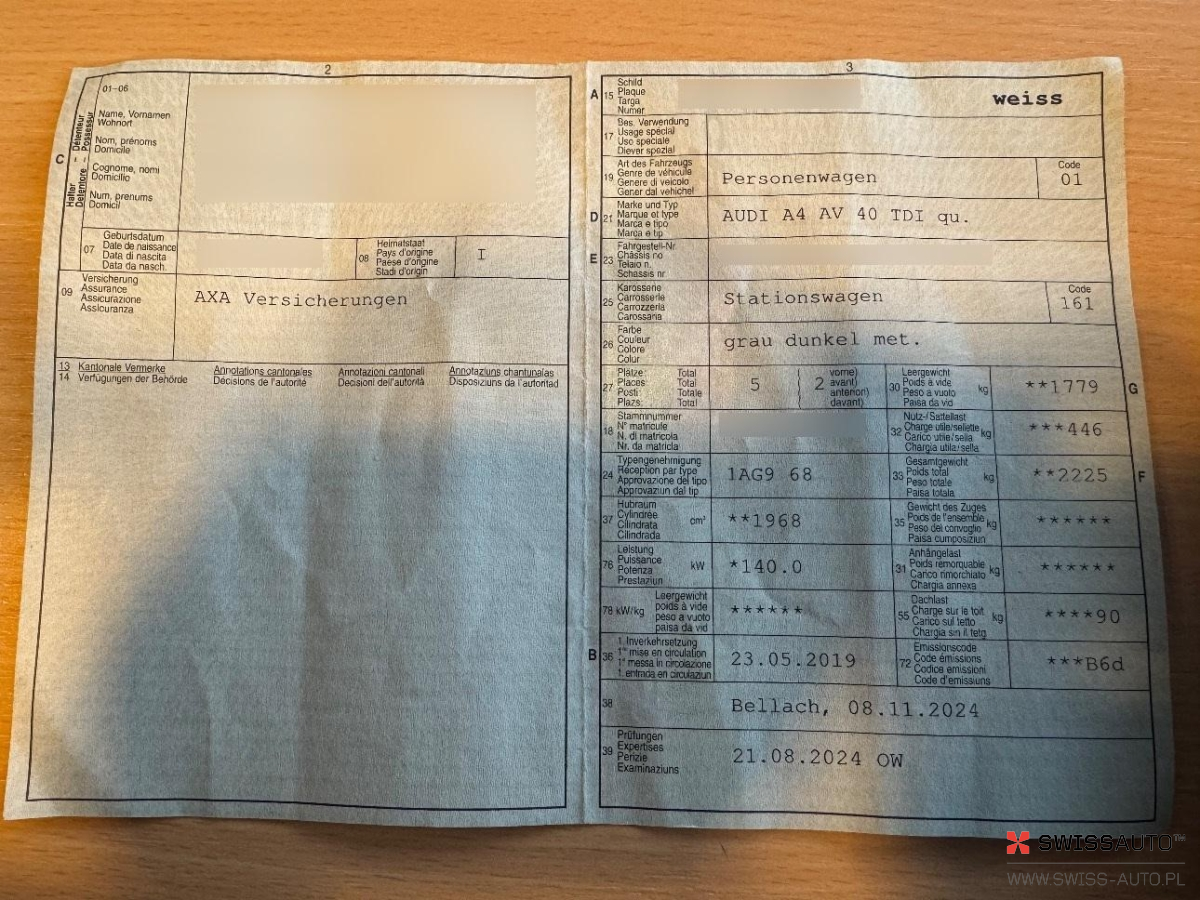 2
01-06
C
Halter Détenteur
Detentore Possessur
Name, Vornamen
Wohnort
Nom, prénoms
Domicile
Cognome, nomi
Domicilio
Num, prenums
Domicil
07
Geburtsdatum
Date de naissance
Data di nascita
Data da nasch.
08
Heimatstaat
Pays d'origine
Paese d'origine
Stadi d'origin
I
09
Versicherung
Assurance
Assicurazione
Assicuranza
AXA Versicherungen
13 Kantonale Vermerke Annotations cantonales Annotazioni cantonali Annotaziuns chantunalas
14 Verfügungen der Behörde Décisions de l'autorité Decisioni dell'autorità Disposiziuns da l'autoritad
3
A 15
Schild
Plaque
Targa
Numer
weiss
17
Bes. Verwendung
Usage spécial
Uso speciale
Diever spezial
19
Art des Fahrzeugs
Genre de véhicule
Genere di veicolo
Gener dal vehichel
Personenwagen
Code
01
D 21
Marke und Typ
Marque et type
Marca e tipo
Marca e tip
AUDI A4 AV 40 TDI qu.
E 23
Fahrgestell-Nr.
Châssis no
Telaio n.
Schassis nr.
25
Karosserie
Carrosserie
Carrozzeria
Carossaria
Stationswagen
Code
161
26
Farbe
Couleur
Colore
Colur
grau dunkel met.
27
Plätze: Total
Places: Total
Posti: Totale
Plazs: Total
5
2
vorne)
avant)
anteriori)
davant)
30
Leergewicht
Poids à vide
Peso a vuoto
Paisa da vid
kg
**1779
G
18
Stammnummer
N° matricule
N. di matricola
Nr. da matricla
32
Nutz-/Sattellast
Charge utile/sellette
Carico utile/sella
Chargia utila/sella
kg
***446
24
Typengenehmigung
Réception par type
Approvazione del tipo
Approvaziun dal tip
1AG9 68
33
Gesamtgewicht
Poids total
Peso totale
Paisa totala
kg
**2225
F
37
Hubraum
Cylindrée
Cilindrata
Cilindrada
cm³
**1968
35
Gewicht des Zuges
Poids de l'ensemble
Peso del convoglio
Paisa cumposiziun
kg
******
76
Leistung
Puissance
Potenza
Prestaziun
kW
*140.0
31
Anhängelast
Poids remorquable
Carico rimorchiato
Chargia annexa
kg
******
78 kW/kg
Leergewicht
poids à vide
peso a vuoto
paisa da vid
******
55
Dachlast
Charge sur le toit
Carico sul tetto
Chargia sin il tetg
kg
****90
B 36
1. Inverkehrsetzung
1re mise en circulation
1a messa in circolazione
1. entrada en circulaziun
23.05.2019
72
Emissionscode
Code émissions
Codice emissioni
Code d'emissiuns
***B6d
38
Bellach, 08.11.2024
39
Prüfungen
Expertises
Perizie
Examinaziuns
21.08.2024 OW
SWISSAUTO™
WWW.SWISS-AUTO.PL